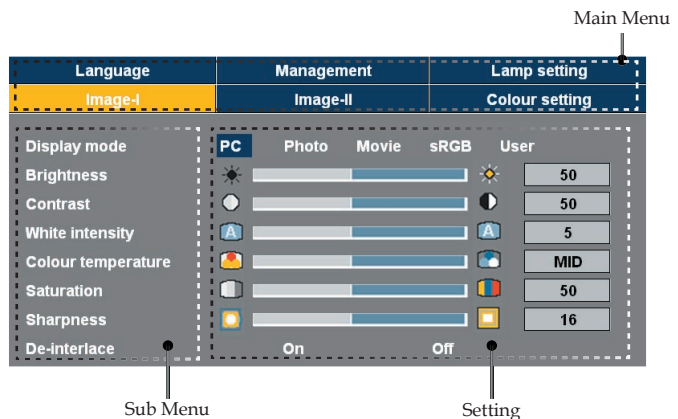 Main Menu
Language Management Lamp setting
Image-I Image-II Colour setting
Display mode PC Photo Movie sRGB User
Brightness 50
Contrast 50
White intensity A A 5
Colour temperature MID
Saturation 50
Sharpness 16
De-interlace On Off
Sub Menu Setting